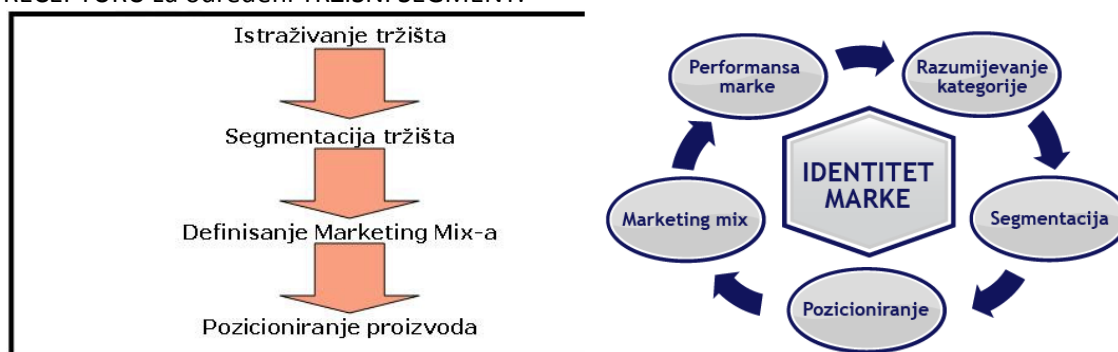 Istraživanje tržišta
Segmentacija tržišta
Definisanje Marketing Mix-a
Pozicioniranje proizvoda
Performansa
marke
Razumijevanje
kategorije
IDENTITET
MARKE
Marketing mix
Segmentacija
Pozicioniranje